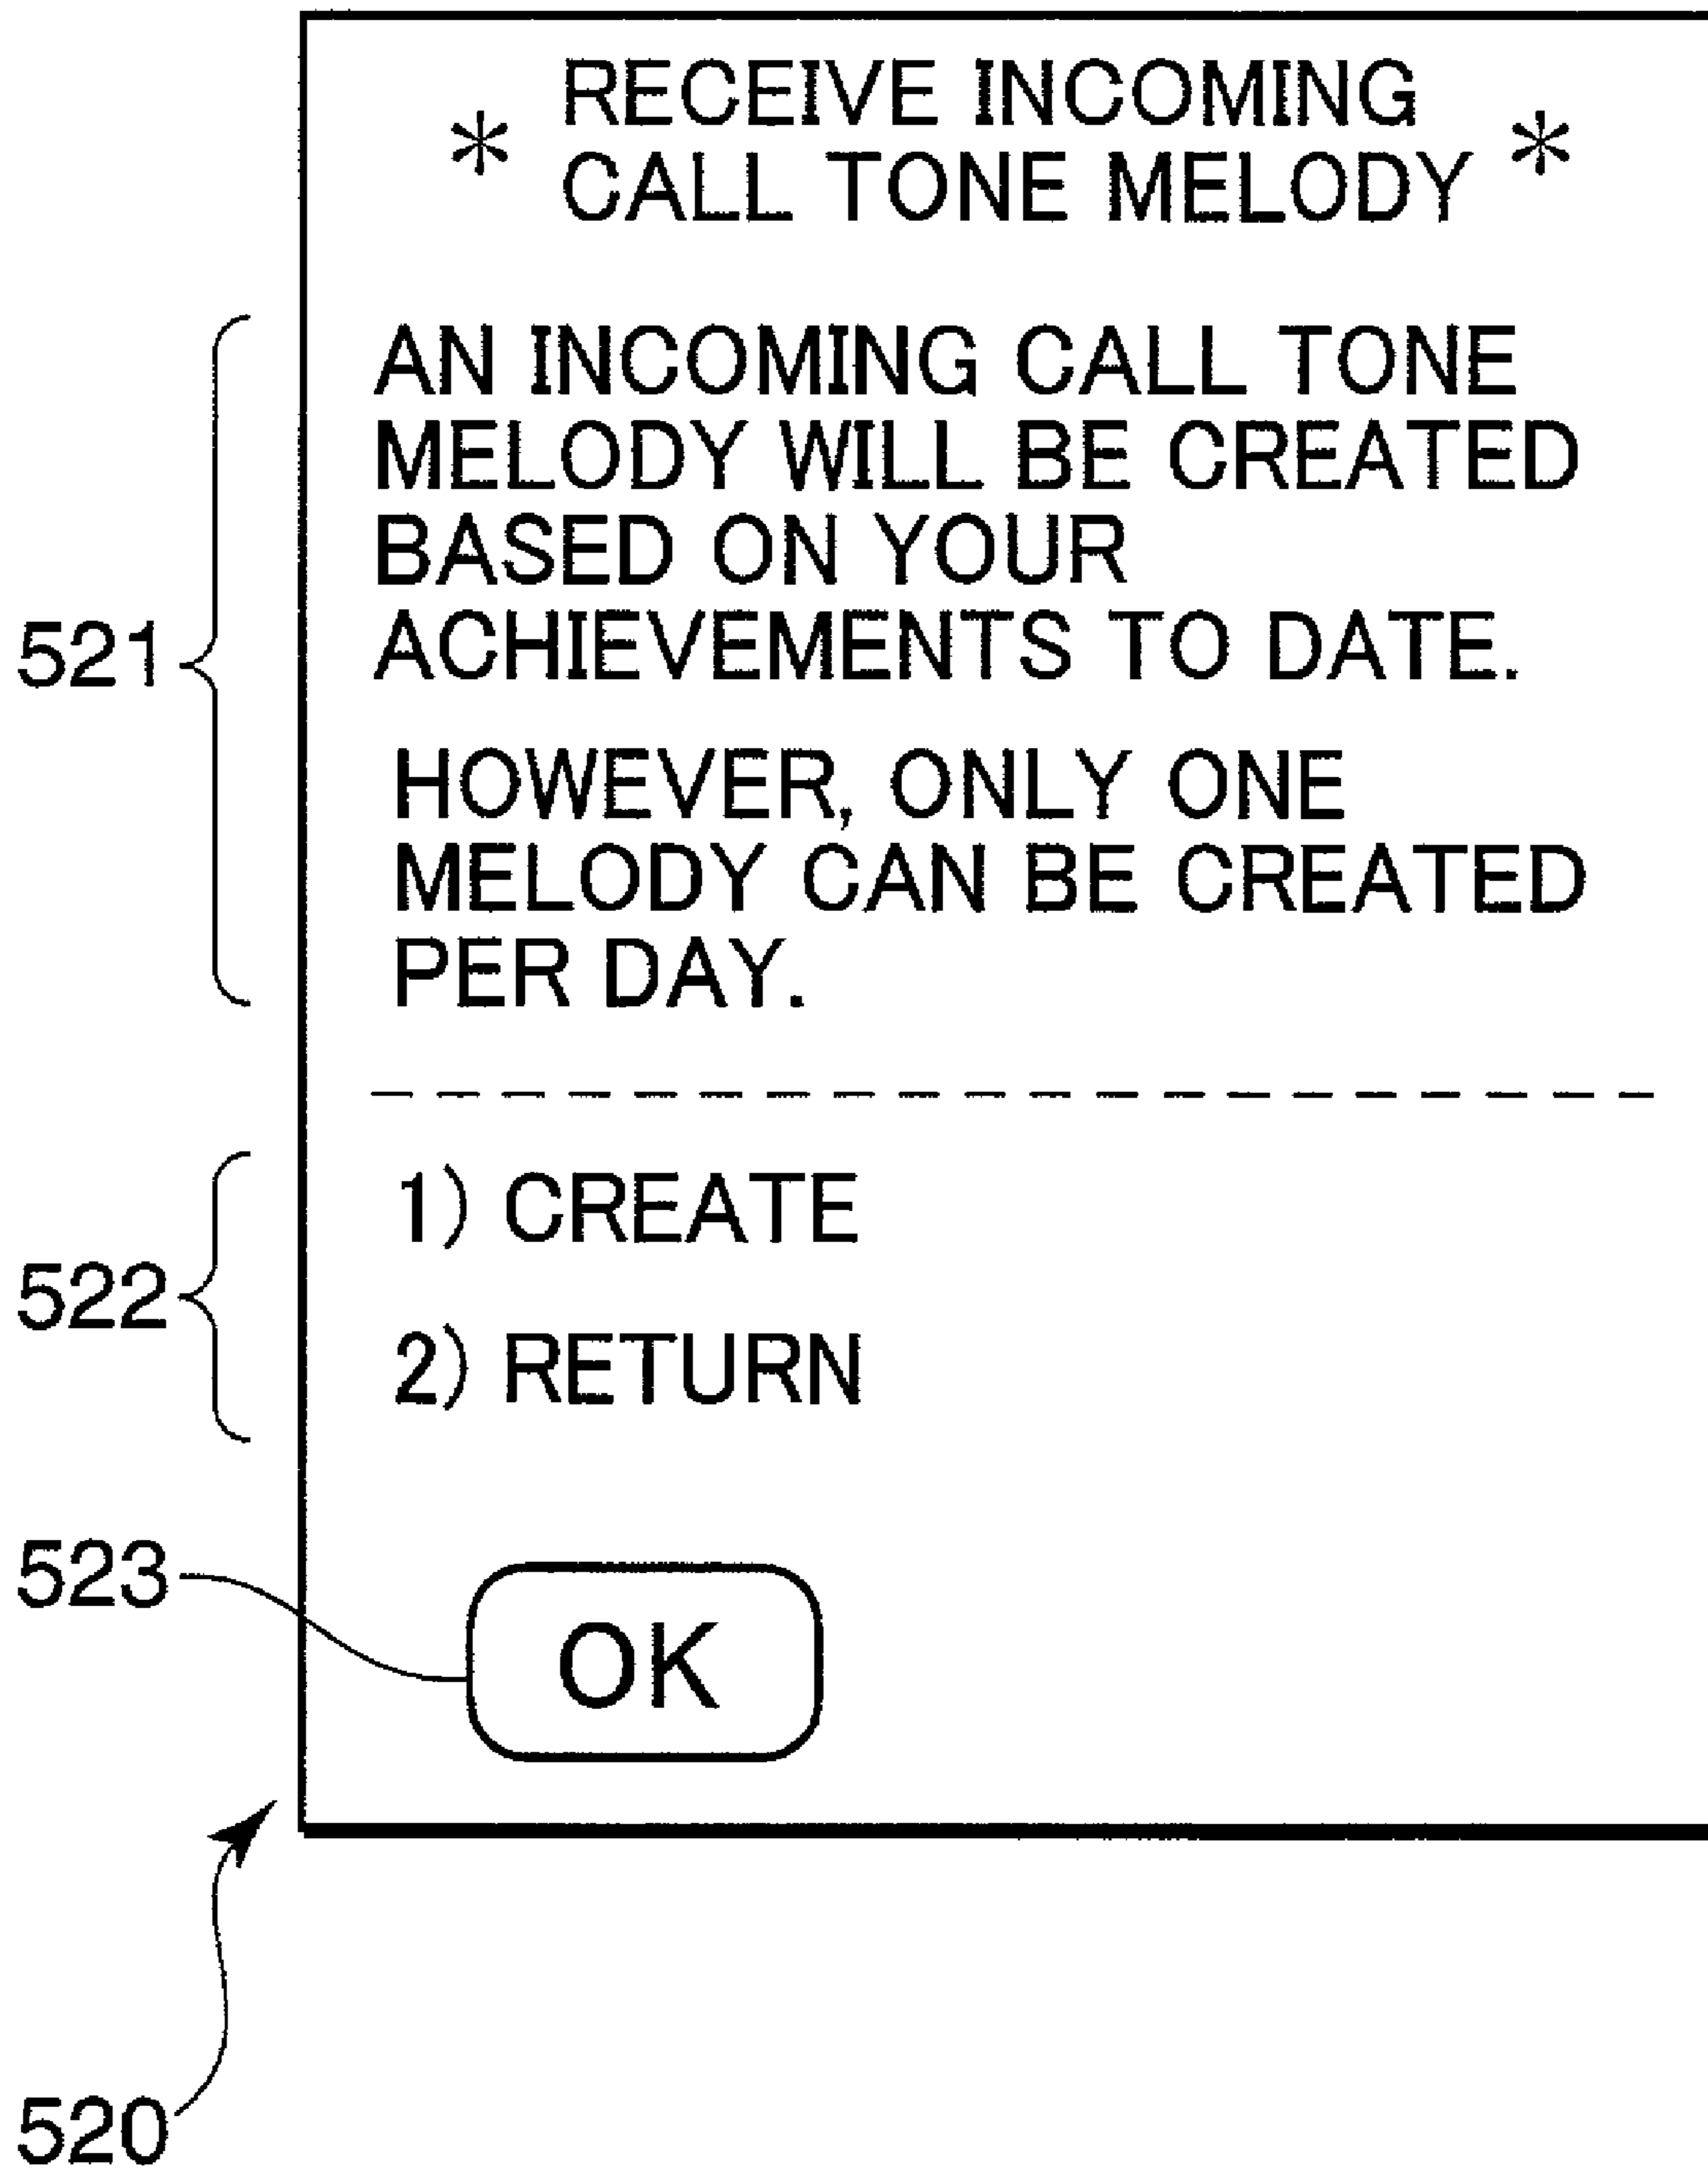 * RECEIVE INCOMING
CALL TONE MELODY *
521
AN INCOMING CALL TONE
MELODY WILL BE CREATED
BASED ON YOUR
ACHIEVEMENTS TO DATE.
HOWEVER, ONLY ONE
MELODY CAN BE CREATED
PER DAY.
522
1) CREATE
2) RETURN
523
OK
520